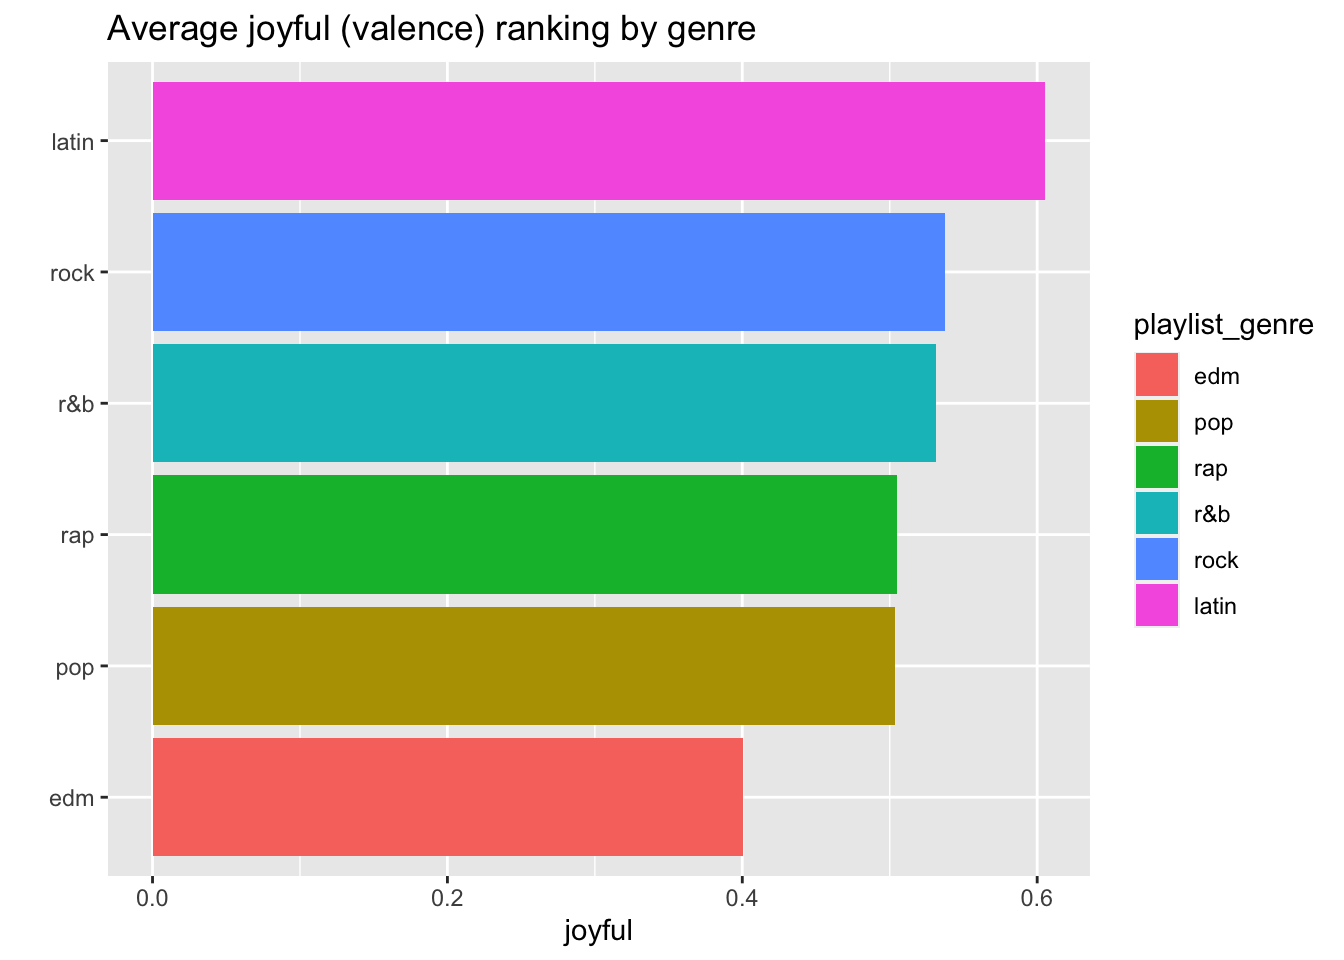 Average joyful (valence) ranking by genre
latin
rock
r&b
rap
pop
edm
0.0 0.2 0.4 0.6
joyful
playlist_genre
edm
pop
rap
r&b
rock
latin